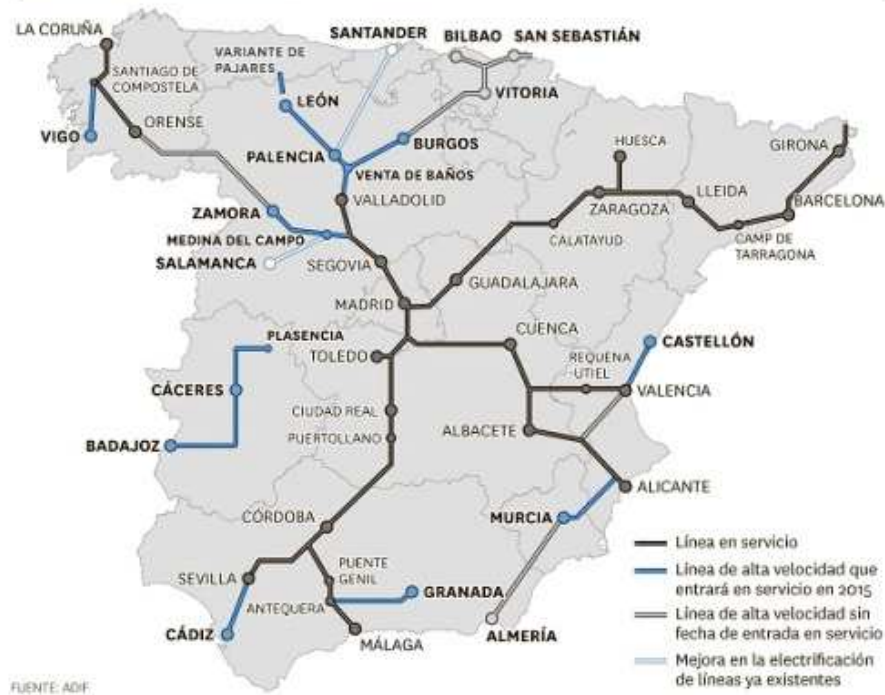 LA CORUÑA
SANTANDER
BILBAO
SAN SEBASTIÁN
VARIANTE DE
PAJARES
SANTIAGO DE
COMPOSTELA
LEÓN
VITORIA
VIGO
ORENSE
BURGOS
HUESCA
GIRONA
PALENCIA
VENTA DE BAÑOS
ZAMORA
VALLADOLID
ZARAGOZA
LLEIDA
BARCELONA
MEDINA DEL CAMPO
CALATAYUD
CAMP DE
TARRAGONA
SALAMANCA
SEGOVIA
GUADALAJARA
MADRID
PLASENCIA
CUENCA
CASTELLÓN
TOLEDO
REQUENA
-UTIEL
CÁCERES
VALENCIA
CIUDAD REAL
BADAJOZ
PUERTOLLANO
ALBACETE
ALICANTE
CÓRDOBA
MURCIA
Línea en servicio
SEVILLA
PUENTE
GENIL
GRANADA
Línea de alta velocidad que
entrará en servicio en 2015
ANTEQUERA
CÁDIZ
MÁLAGA
ALMERÍA
Línea de alta velocidad sin
fecha de entrada en servicio
Mejora en la electrificación
de líneas ya existentes
FUENTE: ADIF